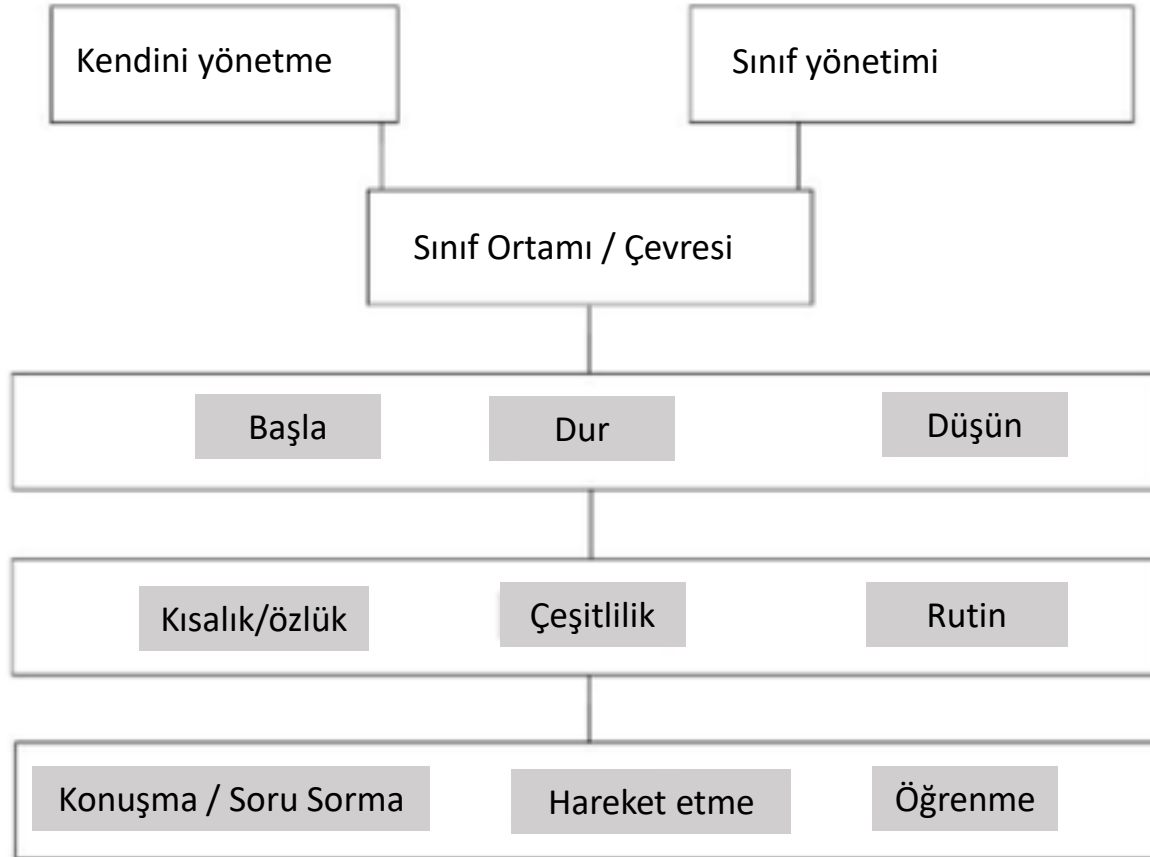 Kendini yönetme
Sınıf yönetimi
Sınıf Ortamı / Çevresi
Başla
Dur
Düşün
Kısalık/özlük
Çeşitlilik
Rutin
Konuşma / Soru Sorma
Hareket etme
Öğrenme